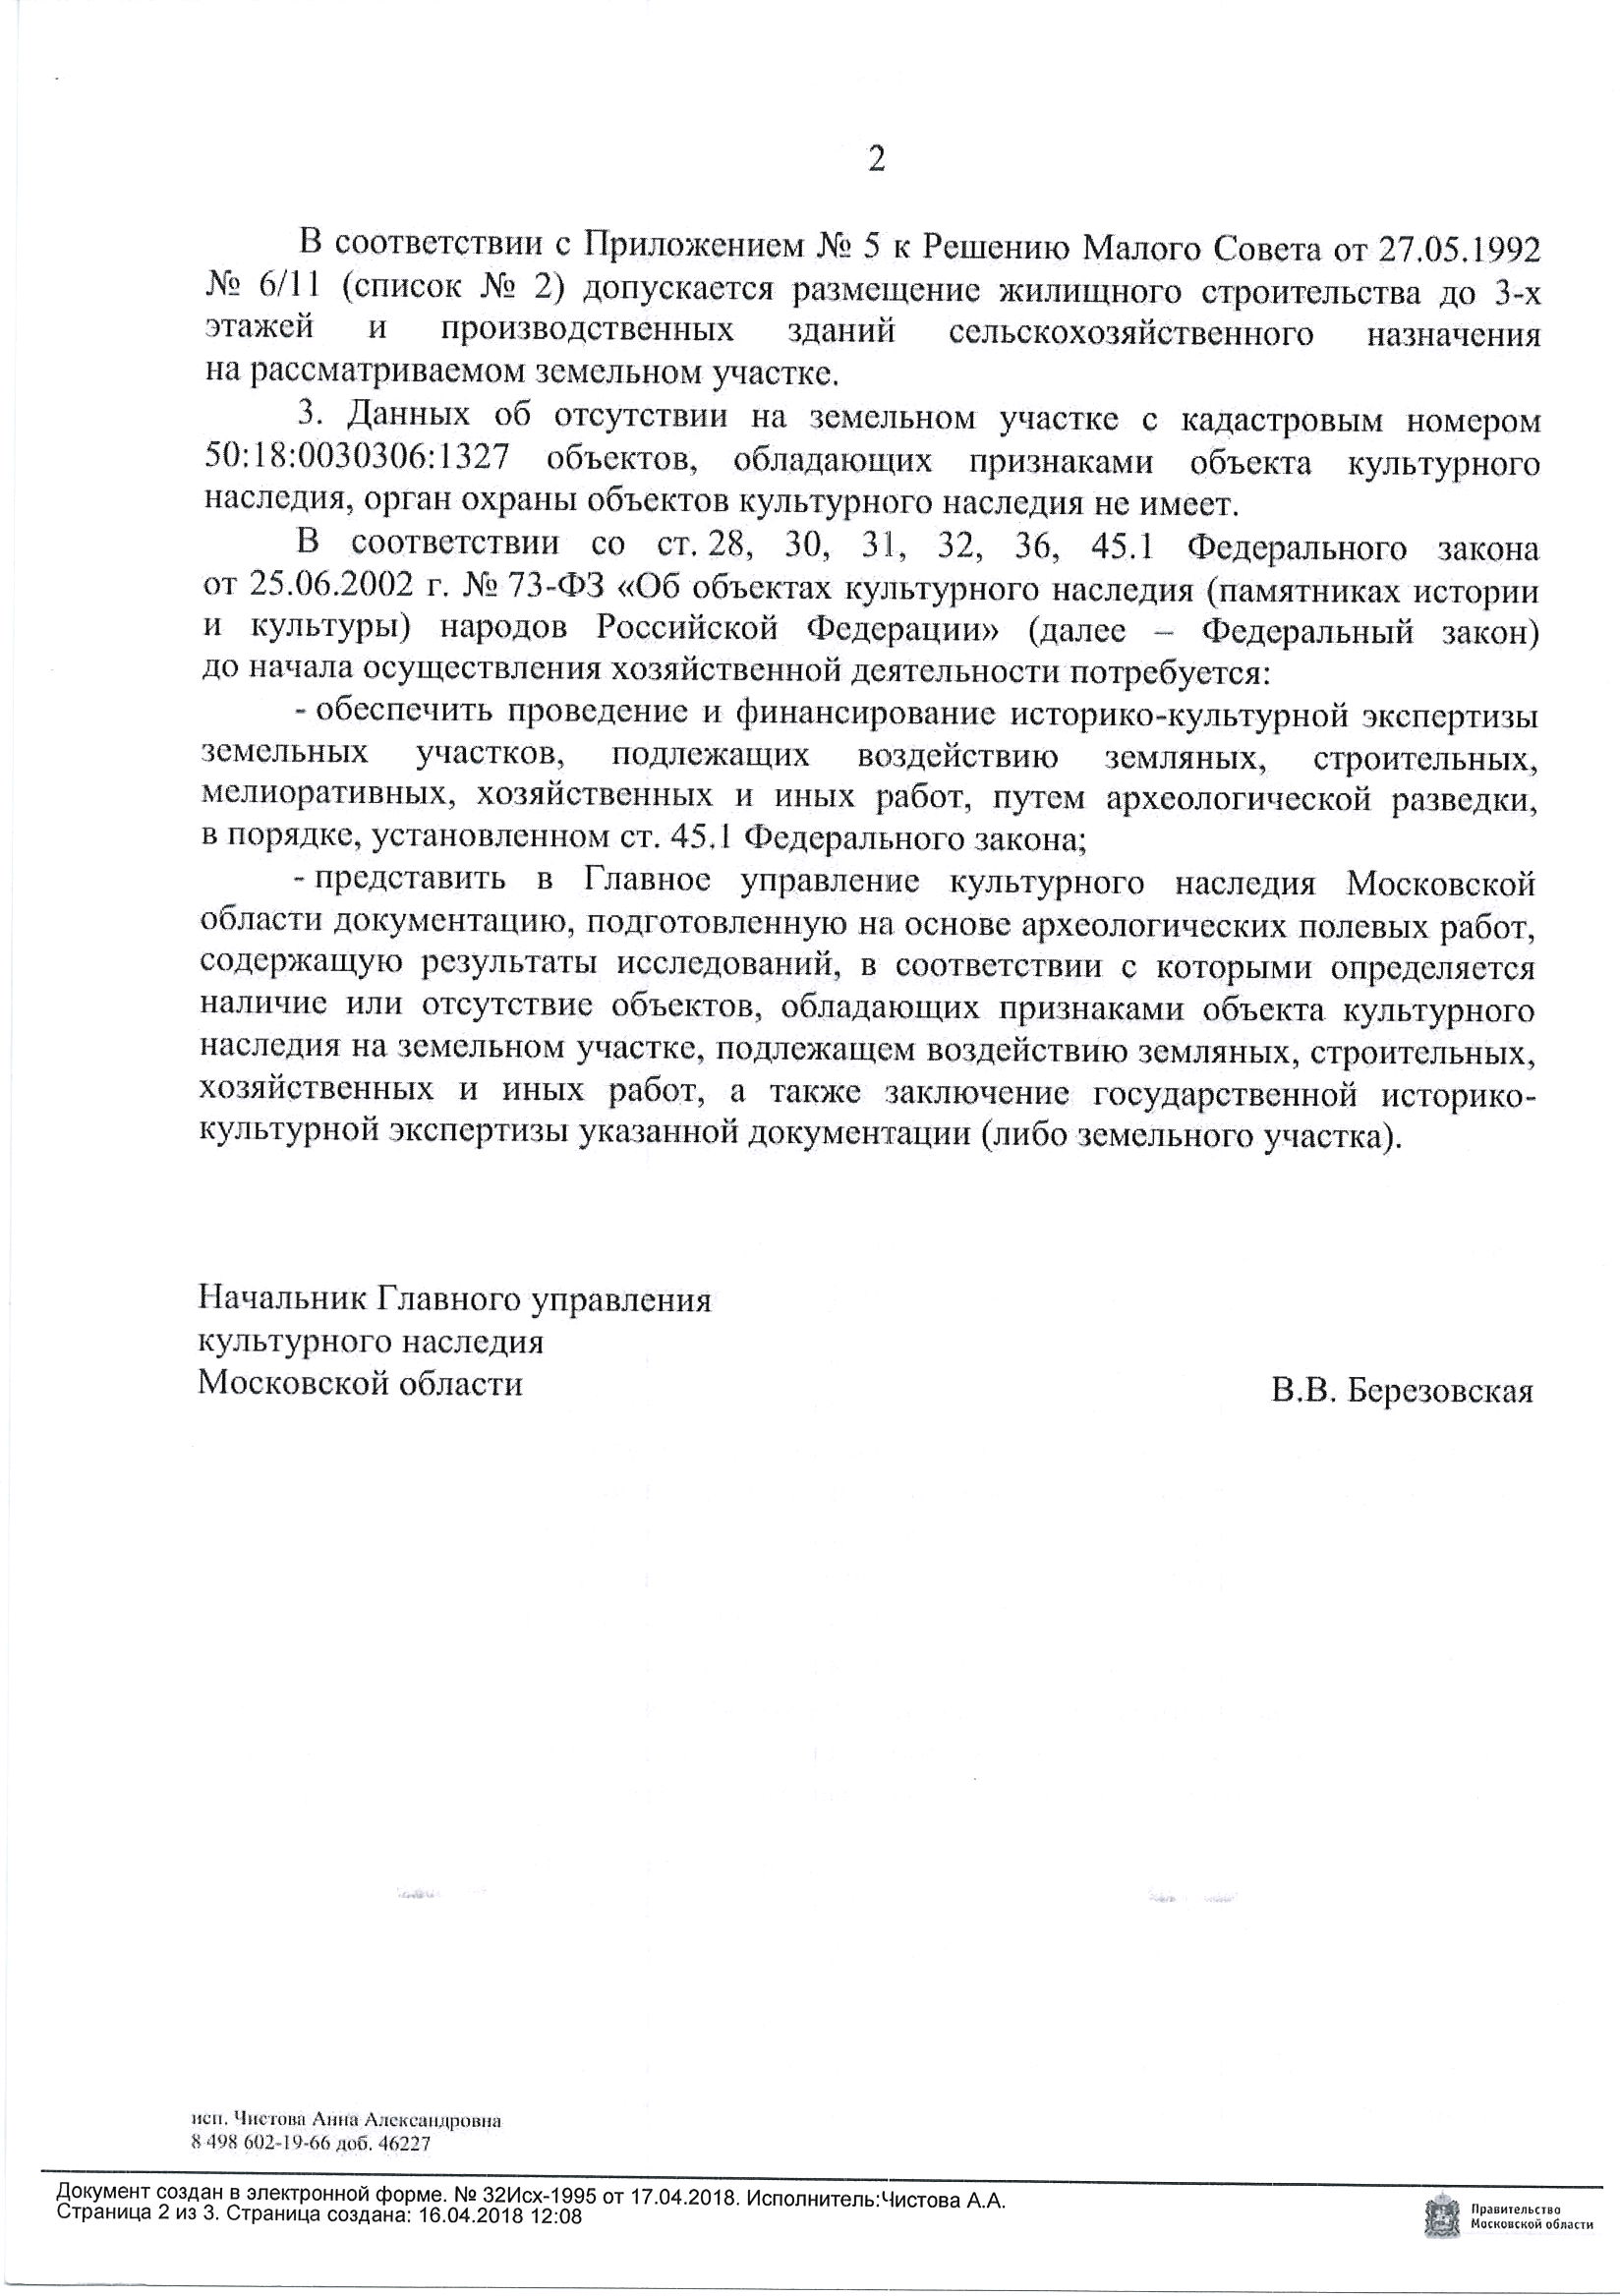 2
В соответствии с Приложением № 5 к Решению Малого Совета от 27.05.1992
№ 6/11 (список № 2) допускается размещение жилищного строительства до 3-х
этажей и производственных зданий сельскохозяйственного назначения
на рассматриваемом земельном участке.
3. Данных об отсутствии на земельном участке с кадастровым номером
50:18:0030306:1327 объектов, обладающих признаками объекта культурного
наследия, орган охраны объектов культурного наследия не имеет.
В соответствии со ст. 28, 30, 31, 32, 36, 45.1 Федерального закона
от 25.06.2002 г. № 73-ФЗ «Об объектах культурного наследия (памятниках истории
и культуры) народов Российской Федерации» (далее – Федеральный закон)
до начала осуществления хозяйственной деятельности потребуется:
- обеспечить проведение и финансирование историко-культурной экспертизы
земельных участков, подлежащих воздействию земляных, строительных,
мелиоративных, хозяйственных и иных работ, путем археологической разведки,
в порядке, установленном ст. 45.1 Федерального закона;
- представить в Главное управление культурного наследия Московской
области документацию, подготовленную на основе археологических полевых работ,
содержащую результаты исследований, в соответствии с которыми определяется
наличие или отсутствие объектов, обладающих признаками объекта культурного
наследия на земельном участке, подлежащем воздействию земляных, строительных,
хозяйственных и иных работ, а также заключение государственной историко-
культурной экспертизы указанной документации (либо земельного участка).
Начальник Главного управления
культурного наследия
Московской области
В.В. Березовская
исп. Чистова Анна Александровна
8 498 602-19-66 доб. 46227
Документ создан в электронной форме. № 32Исх-1995 от 17.04.2018. Исполнитель:Чистова А.А.
Страница 2 из 3. Страница создана: 16.04.2018 12:08
Правительство
Московской области